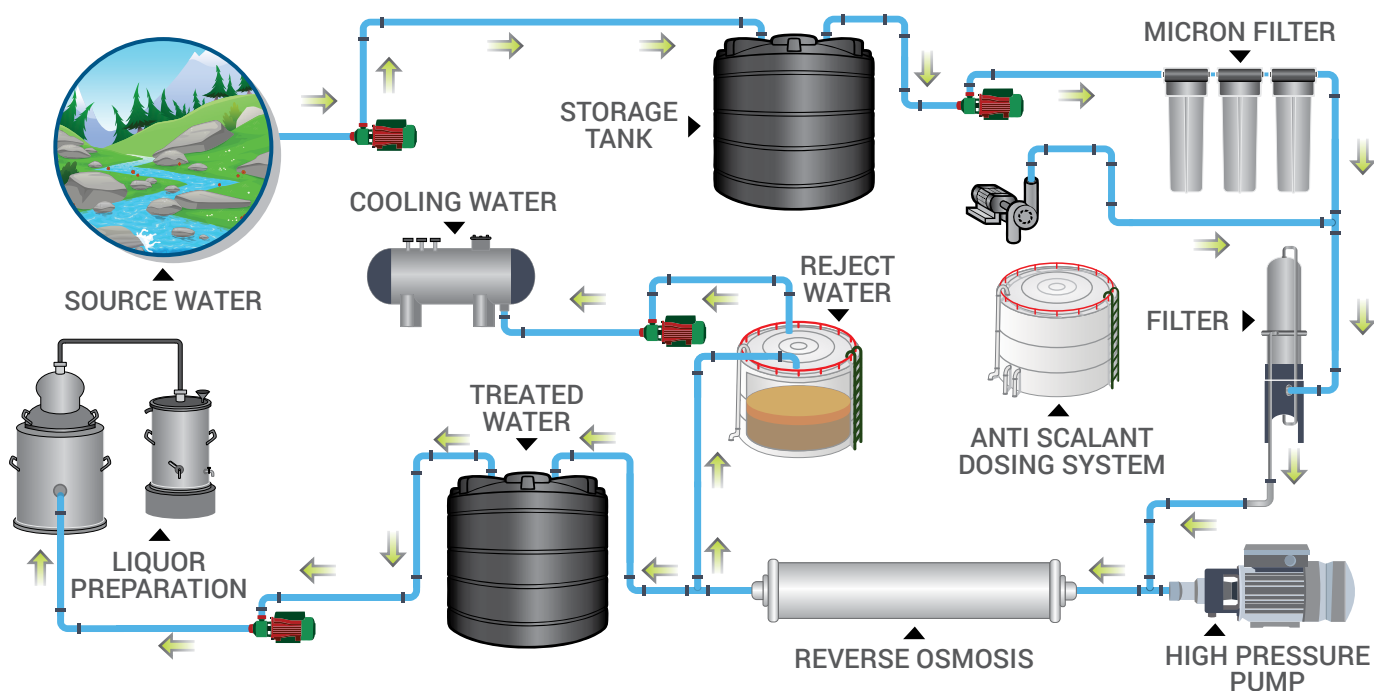 MICRON FILTER
STORAGE
TANK
COOLING WATER
SOURCE WATER
REJECT
WATER
FILTER
TREATED
WATER
ANTI SCALANT
DOSING SYSTEM
LIQUOR
PREPARATION
REVERSE OSMOSIS
HIGH PRESSURE
PUMP